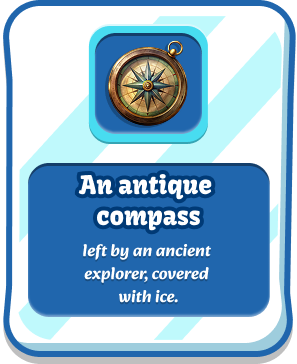 An antique
compass
left by an ancient
explorer, covered
with ice.